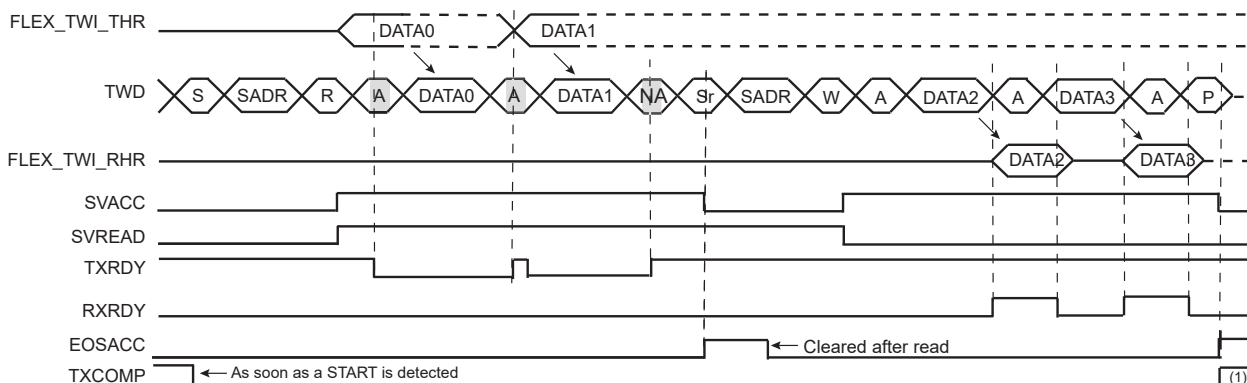 FLEX_TWI_THR DATA0 DATA1
TWD S SADR R A DATA0 A DATA1 NA Sr SADR W A DATA2 A DATA3 A P
FLEX_TWI_RHR DATA2 DATA3
SVACC
SVREAD
TXRDY
RXRDY
EOSACC Cleared after read
TXCOMP As soon as a START is detected (1)